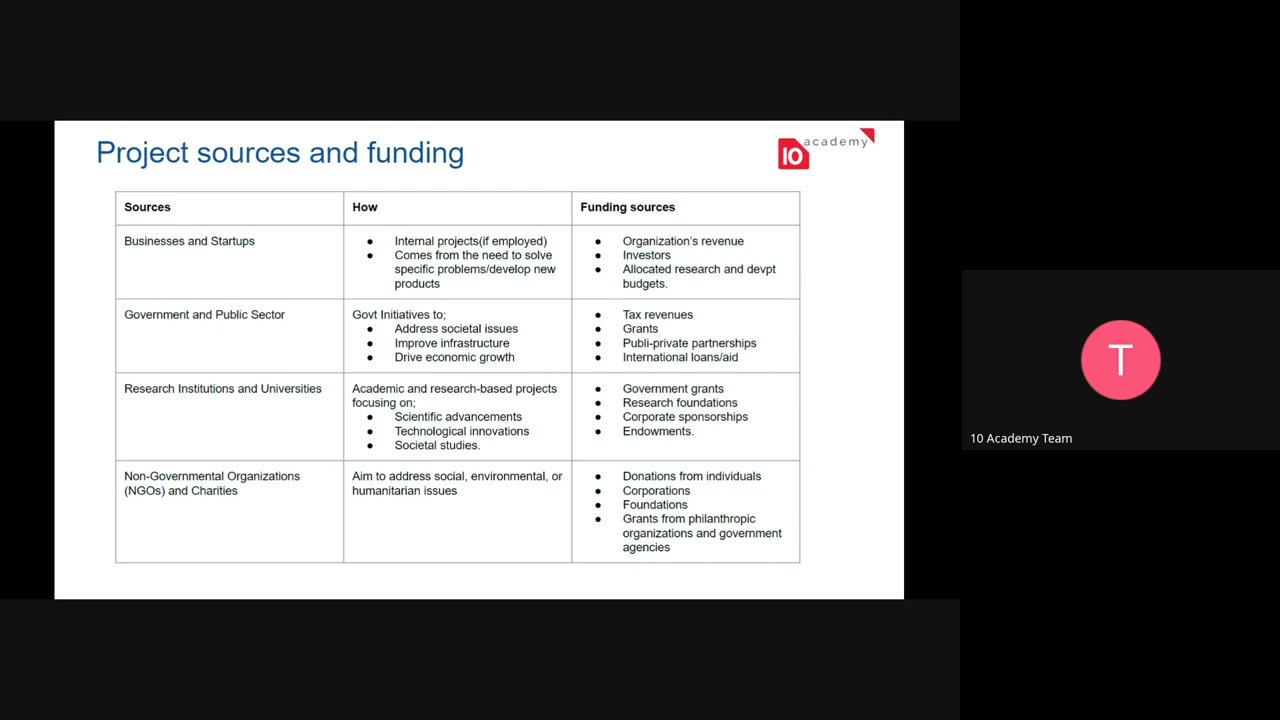 Project sources and funding
10 academy
Sources
How
Funding sources
Businesses and Startups
● Internal projects(if employed)
● Comes from the need to solve
specific problems/develop new
products
● Organization's revenue
● Investors
● Allocated research and devpt
budgets.
Government and Public Sector
Govt Initiatives to;
● Address societal issues
● Improve infrastructure
● Drive economic growth
● Tax revenues
● Grants
● Publi-private partnerships
● International loans/aid
Research Institutions and Universities
Academic and research-based projects
focusing on;
● Scientific advancements
● Technological innovations
● Societal studies.
● Government grants
● Research foundations
● Corporate sponsorships
● Endowments.
Non-Governmental Organizations
(NGOs) and Charities
Aim to address social, environmental, or
humanitarian issues
● Donations from individuals
● Corporations
● Foundations
● Grants from philanthropic
organizations and government
agencies
T
10 Academy Team